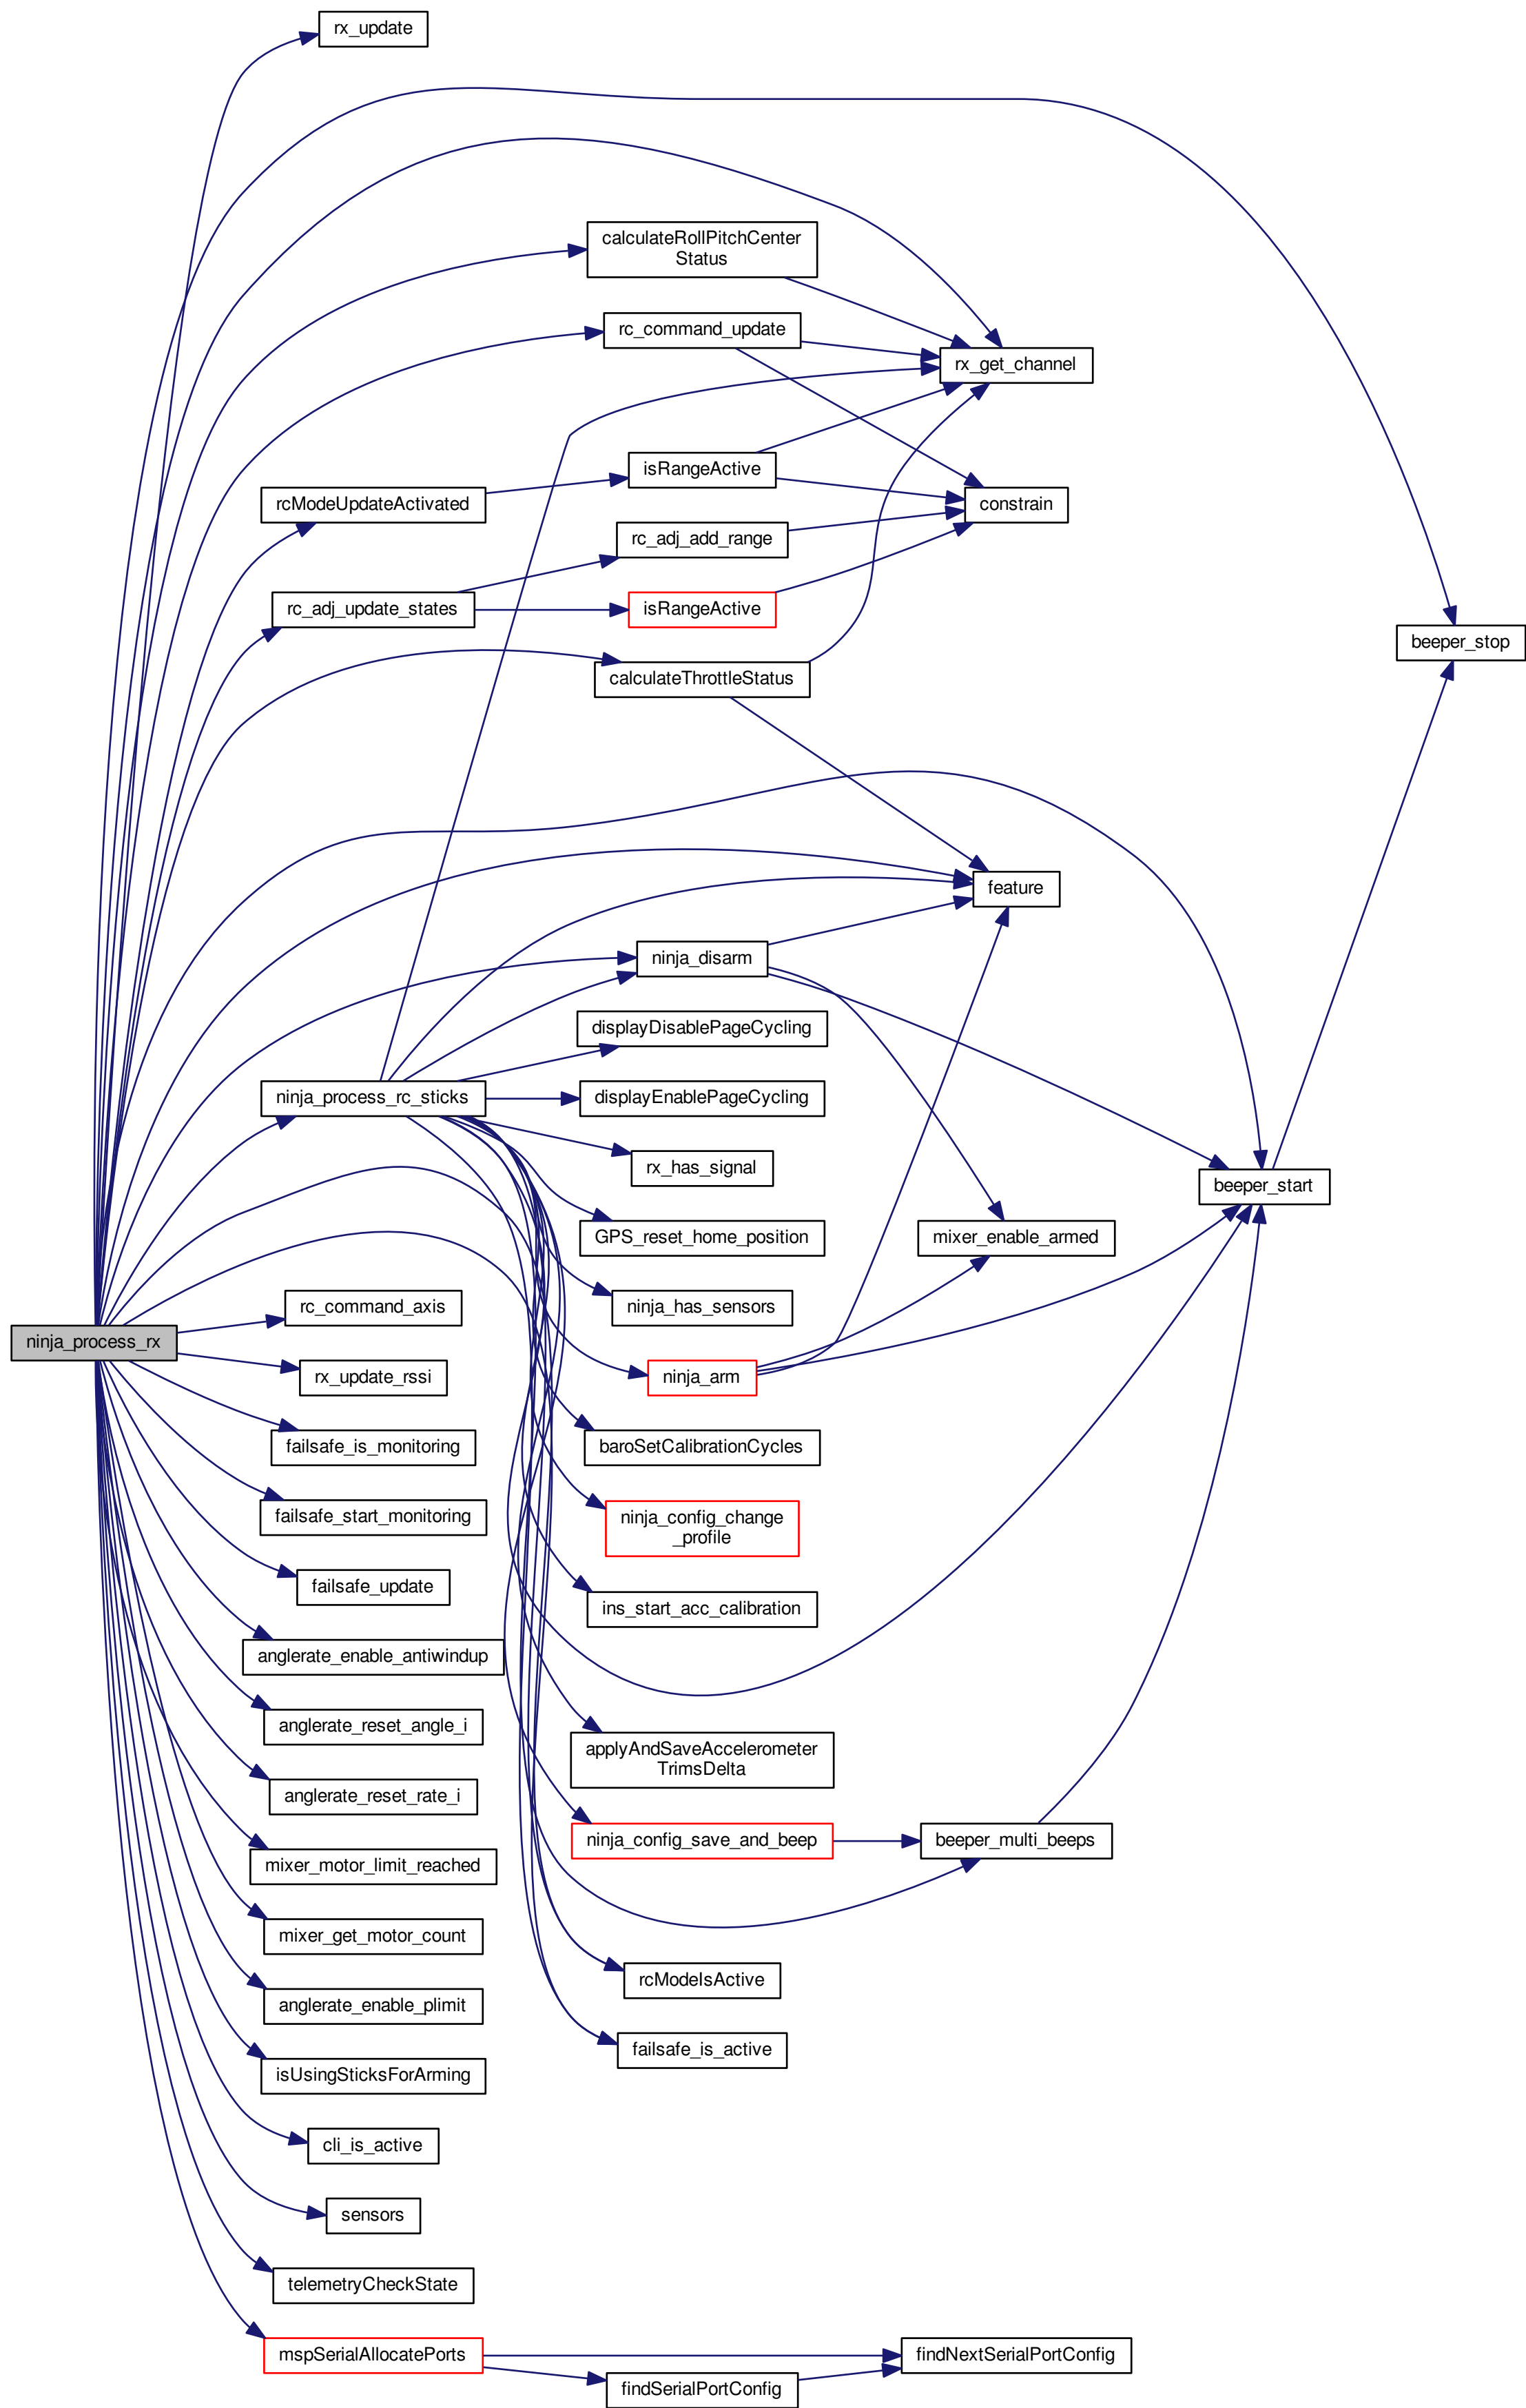 rx_update
calculateRollPitchCenter
Status
rc_command_update
rx_get_channel
isRangeActive
rcModeUpdateActivated
constrain
rc_adj_add_range
rc_adj_update_states
isRangeActive
beeper_stop
calculateThrottleStatus
feature
ninja_disarm
displayDisablePageCycling
ninja_process_rc_sticks
displayEnablePageCycling
rx_has_signal
beeper_start
GPS_reset_home_position
mixer_enable_armed
rc_command_axis
ninja_has_sensors
ninja_process_rx
rx_update_rssi
ninja_arm
failsafe_is_monitoring
baroSetCalibrationCycles
failsafe_start_monitoring
ninja_config_change
_profile
failsafe_update
ins_start_acc_calibration
anglerate_enable_antiwindup
anglerate_reset_angle_i
applyAndSaveAccelerometer
TrimsDelta
anglerate_reset_rate_i
ninja_config_save_and_beep
beeper_multi_beeps
mixer_motor_limit_reached
mixer_get_motor_count
rcModeIsActive
anglerate_enable_plimit
failsafe_is_active
isUsingSticksForArming
cli_is_active
sensors
telemetryCheckState
mspSerialAllocatePorts
findNextSerialPortConfig
findSerialPortConfig